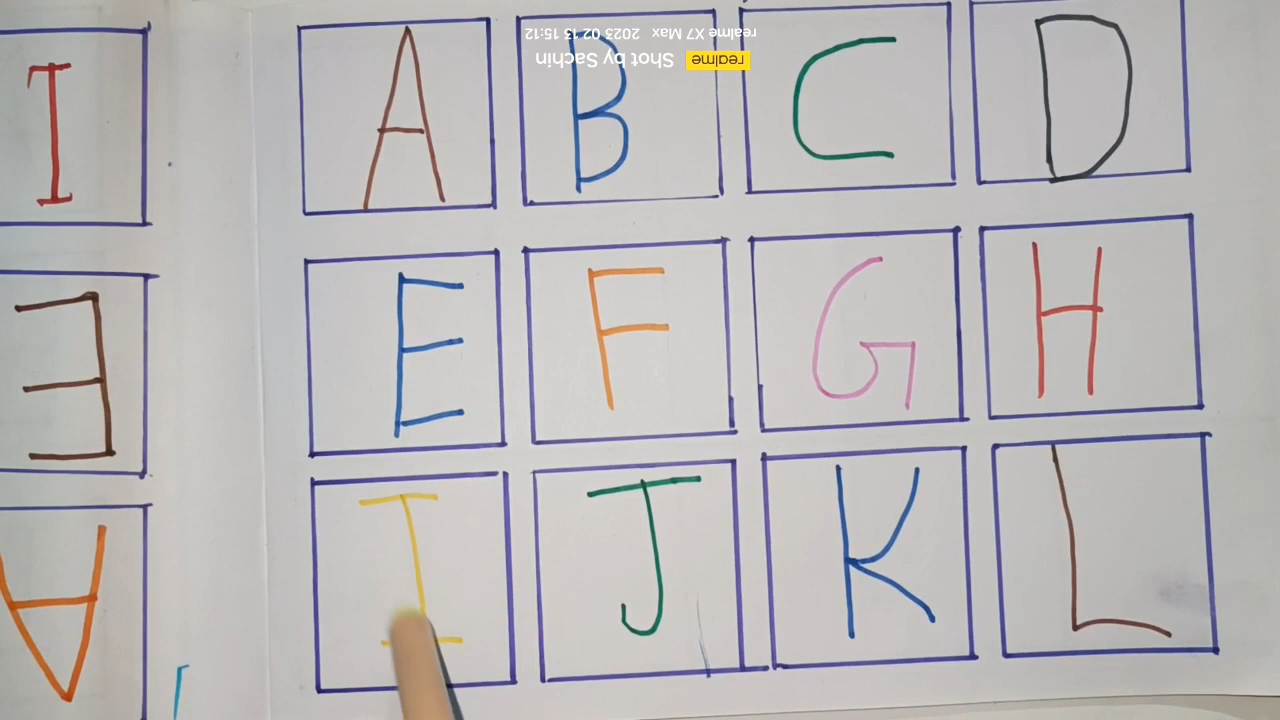 A B C D
E F G H
I J K L
I
E
A
realme Shot by Sachin
realme X7 Max 2023 02 13 15:12